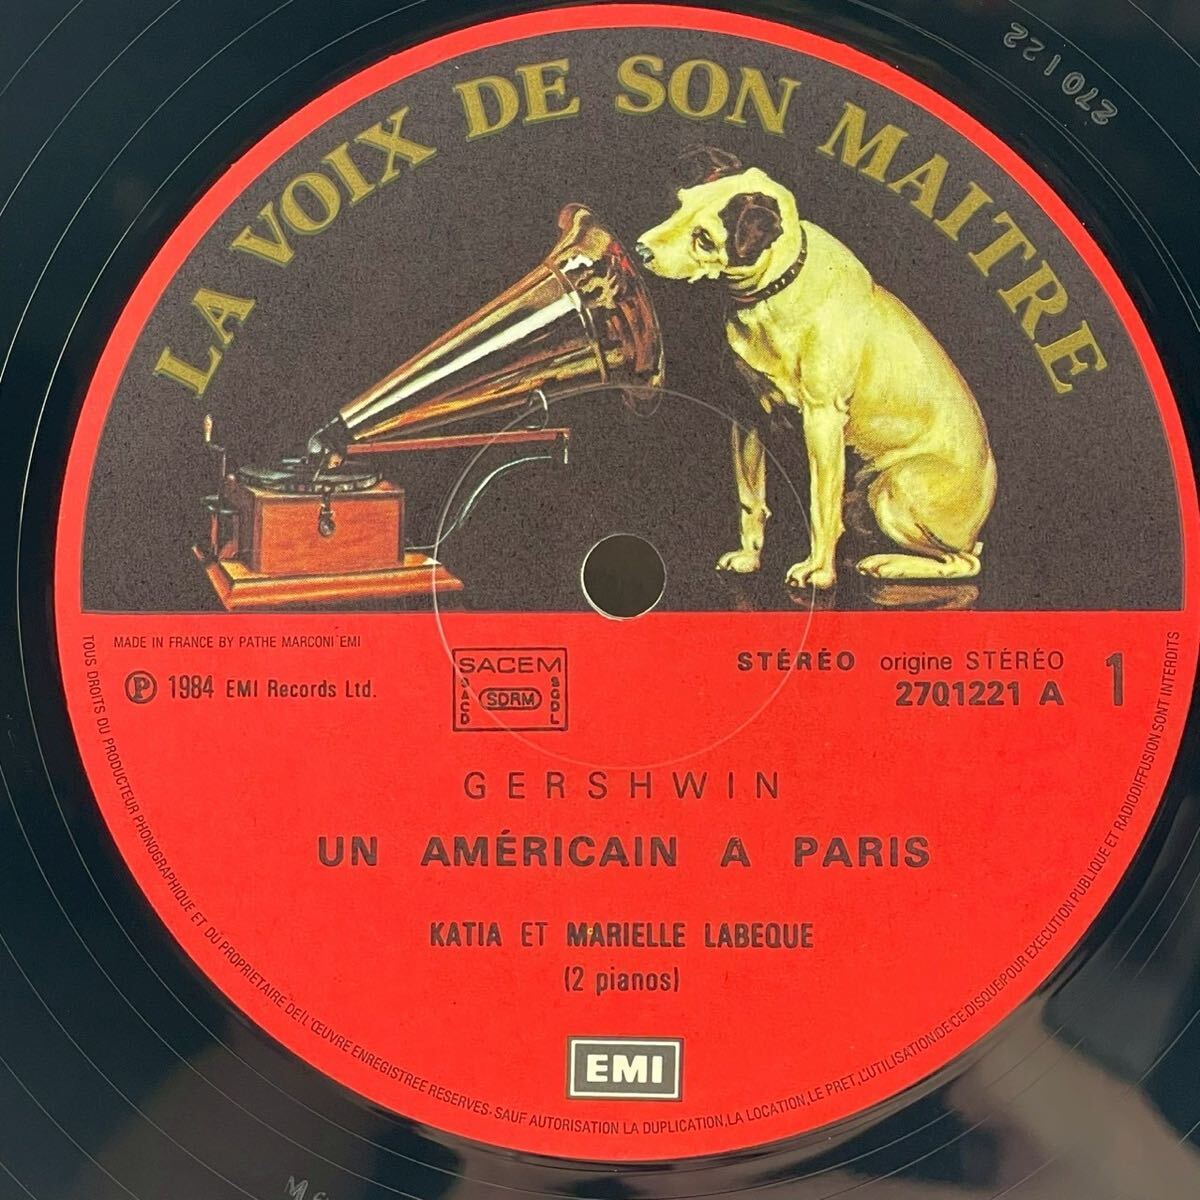 LA VOIX DE SON MAITRE
270122
MADE IN FRANCE BY PATHE MARCONI EMI
℗ 1984 EMI Records Ltd.
SACEM
SACD
SDRM
SGDL
STÉRÉO origine STÉRÉO
2701221 A
1
GERSHWIN
UN AMÉRICAIN A PARIS
KATIA ET MARIELLE LABEQUE
(2 pianos)
EMI
TOUS DROITS DU PRODUCTEUR PHONOGRAPHIQUE ET DU PROPRIETAIRE DE L'ŒUVRE ENREGISTREE RESERVES· SAUF AUTORISATION LA DUPLICATION, LA LOCATION, LE PRET, L'UTILISATION DE CE DISQUE POUR EXECUTION PUBLIQUE ET RADIODIFFUSION SONT INTERDITS